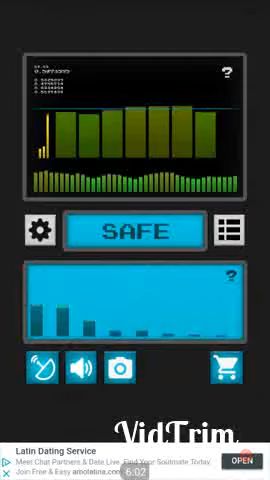 ?
SAFE
?
VidTrim
Latin Dating Service
Meet Chat Partners & Date Live. Find Your Soulmate Today.
Join Free & Easy amolatina.com
OPEN
6:02